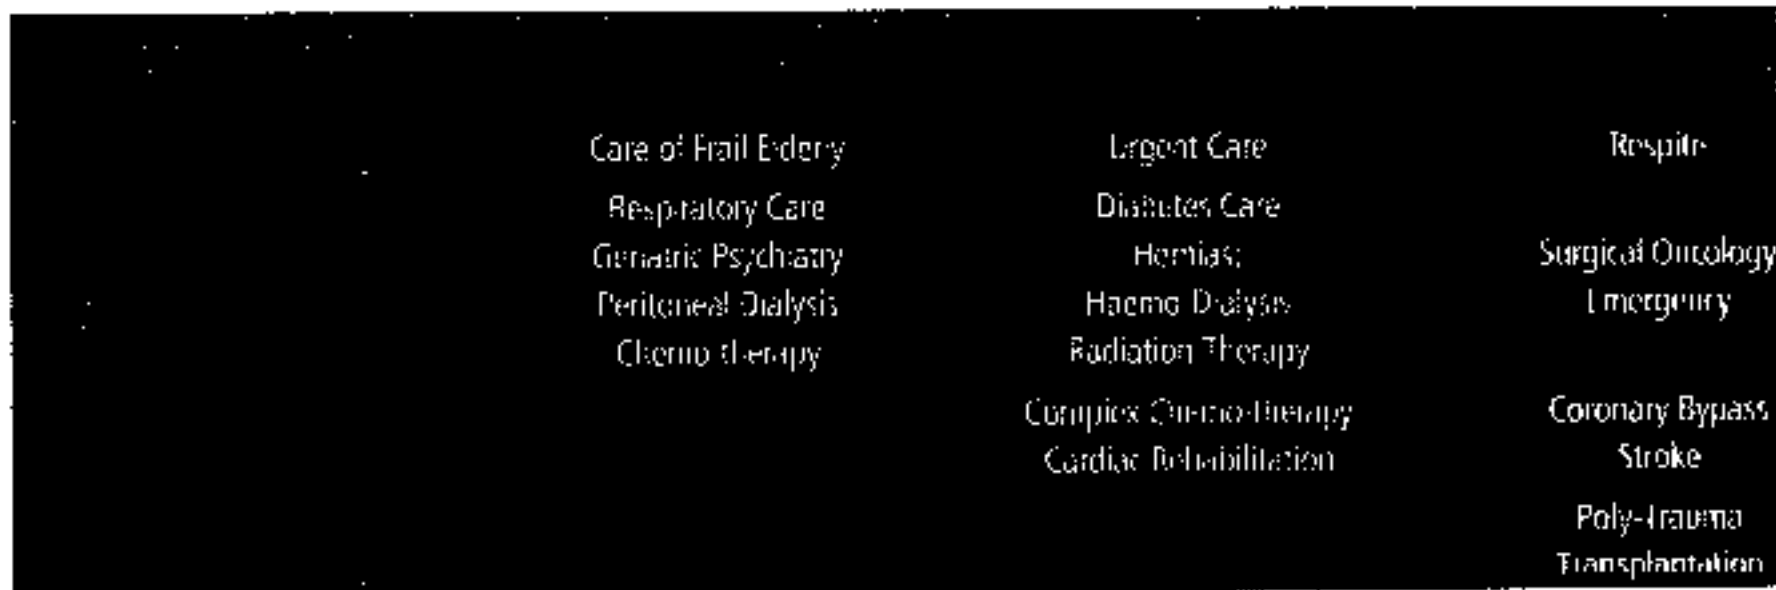 Care of Frail Elderly Urgent Care Respite
Respiratory Care Diabetes Care
Geriatric Psychiatry Hernias; Surgical Oncology
Peritoneal Dialysis Haemo Dialysis Emergency
Chemo therapy Radiation Therapy
Complex Chemo-therapy Coronary Bypass
Cardiac Rehabilitation Stroke
Poly-Trauma
Transplantation